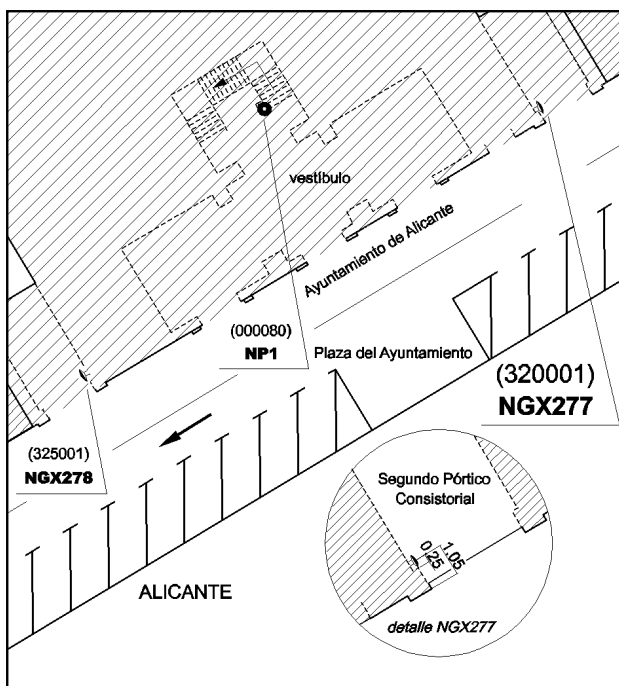 vestíbulo
Ayuntamiento de Alicante
(000080)
NP1
Plaza del Ayuntamiento
(320001)
NGX277
(325001)
NGX278
Segundo Pórtico
Consistorial
0.25
1.05
detalle NGX277
ALICANTE